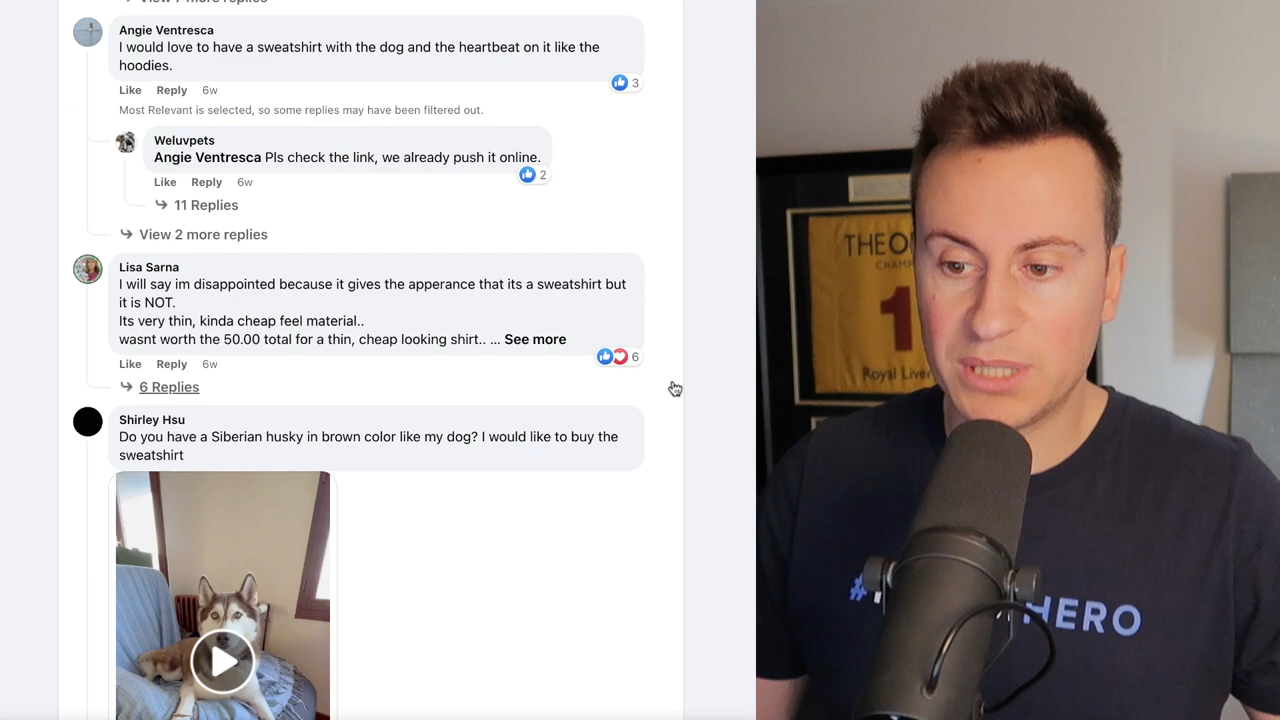 Angie Ventresca
I would love to have a sweatshirt with the dog and the heartbeat on it like the
hoodies.
3
Like Reply 6w
Most Relevant is selected, so some replies may have been filtered out.
Weluvpets
Angie Ventresca Pls check the link, we already push it online.
2
Like Reply 6w
11 Replies
View 2 more replies
Lisa Sarna
I will say im disappointed because it gives the apperance that its a sweatshirt but
it is NOT.
Its very thin, kinda cheap feel material..
wasnt worth the 50.00 total for a thin, cheap looking shirt.. ... See more
6
Like Reply 6w
6 Replies
Shirley Hsu
Do you have a Siberian husky in brown color like my dog? I would like to buy the
sweatshirt
THE
CHAMP
1
Royal Liver
HERO